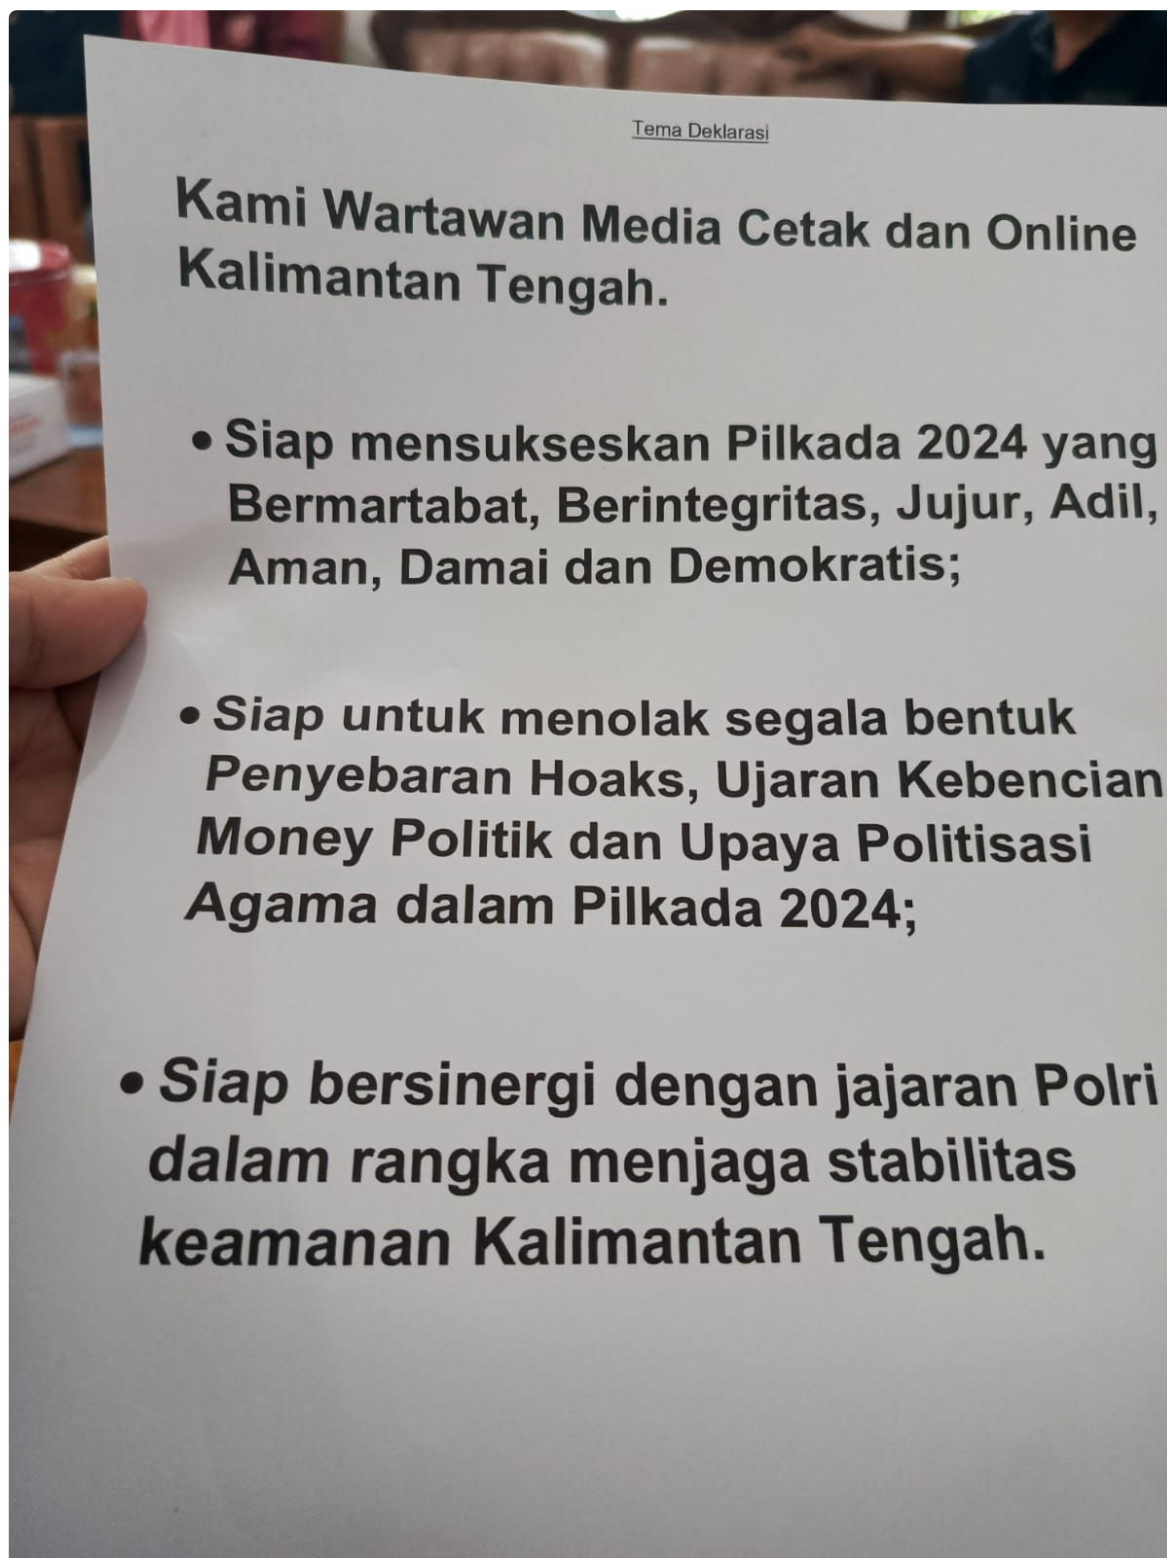 Tema Deklarasi
Kami Wartawan Media Cetak dan Online
Kalimantan Tengah.
• Siap mensukseskan Pilkada 2024 yang
Bermartabat, Berintegritas, Jujur, Adil,
Aman, Damai dan Demokratis;
• Siap untuk menolak segala bentuk
Penyebaran Hoaks, Ujaran Kebencian
Money Politik dan Upaya Politisasi
Agama dalam Pilkada 2024;
• Siap bersinergi dengan jajaran Polri
dalam rangka menjaga stabilitas
keamanan Kalimantan Tengah.